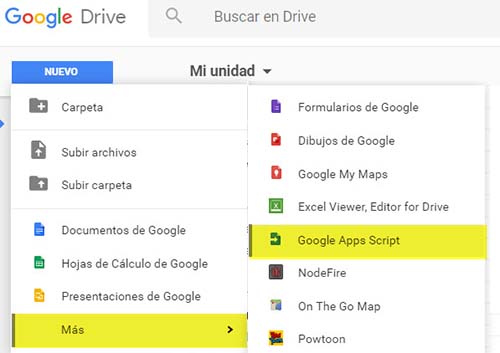 Google Drive
Buscar en Drive
NUEVO
Mi unidad
Carpeta
Subir archivos
Subir carpeta
Documentos de Google
Hojas de Cálculo de Google
Presentaciones de Google
Más
Formularios de Google
Dibujos de Google
Google My Maps
Excel Viewer, Editor for Drive
Google Apps Script
NodeFire
On The Go Map
Powtoon